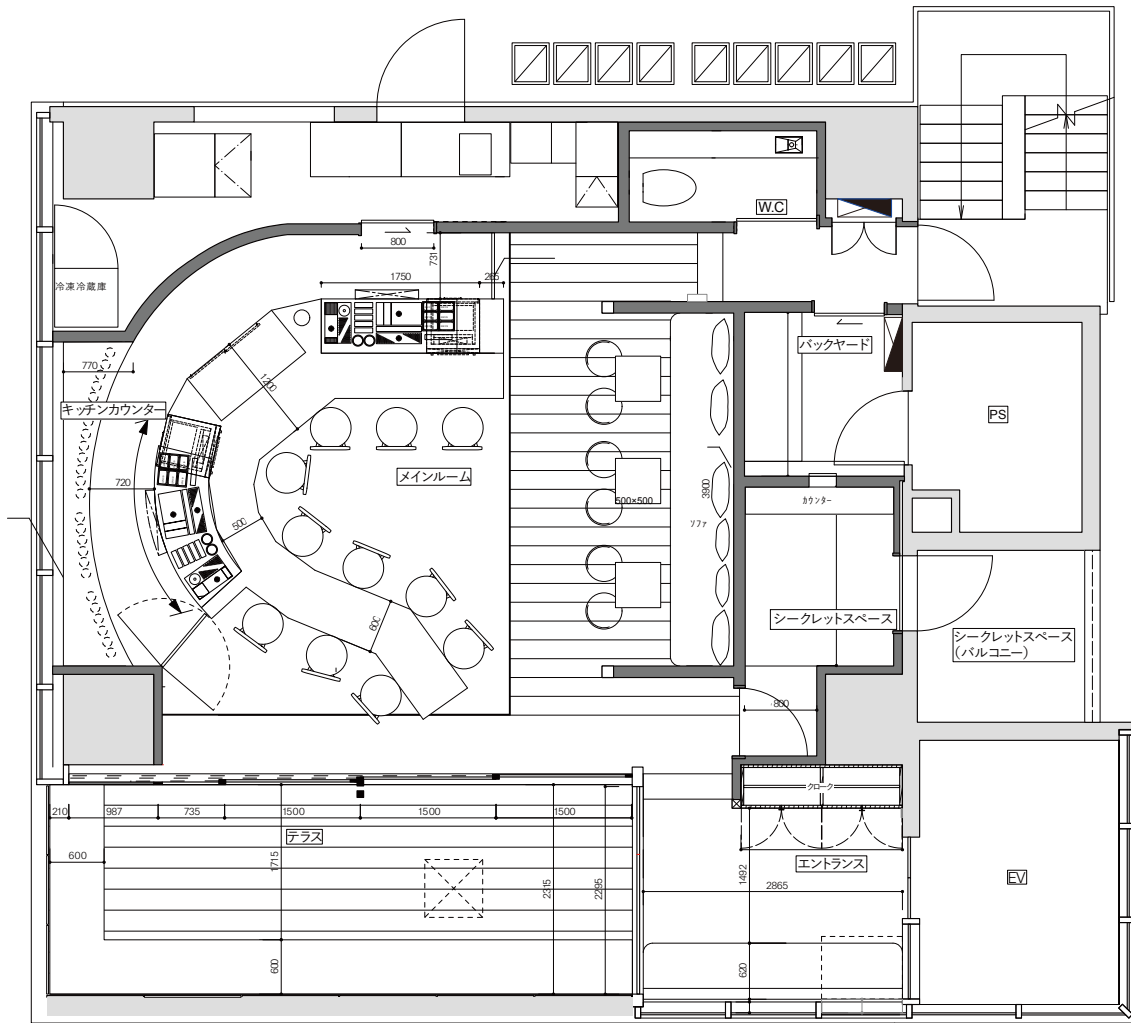 W.C
800
731
1750
265
冷凍冷蔵庫
バックヤード
770
1200
キッチンカウンター
PS
メインルーム
720
3900
500×500
カウンター
ソファ
500
600
シークレットスペース
シークレットスペース
(バルコニー)
800
クローク
210
987
735
1500
1500
1500
テラス
600
1715
2315
2295
エントランス
1492
2865
EV
600
620